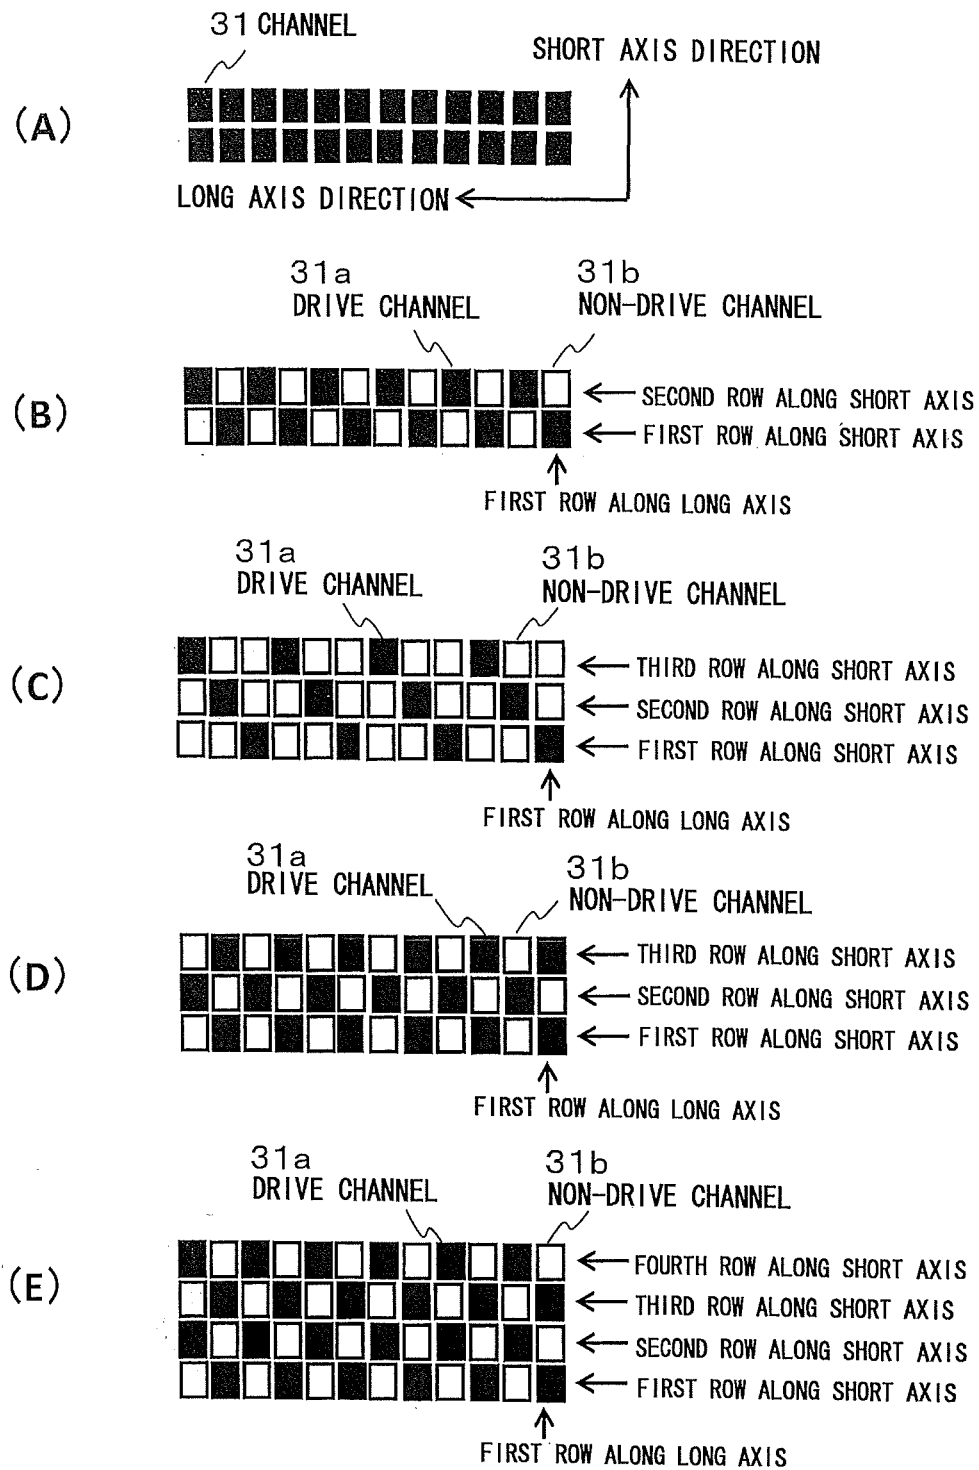 31 CHANNEL
SHORT AXIS DIRECTION
(A)
LONG AXIS DIRECTION
31a
DRIVE CHANNEL
31b
NON-DRIVE CHANNEL
(B)
SECOND ROW ALONG SHORT AXIS
FIRST ROW ALONG SHORT AXIS
FIRST ROW ALONG LONG AXIS
31a
DRIVE CHANNEL
31b
NON-DRIVE CHANNEL
(C)
THIRD ROW ALONG SHORT AXIS
SECOND ROW ALONG SHORT AXIS
FIRST ROW ALONG SHORT AXIS
FIRST ROW ALONG LONG AXIS
31a
DRIVE CHANNEL
31b
NON-DRIVE CHANNEL
(D)
THIRD ROW ALONG SHORT AXIS
SECOND ROW ALONG SHORT AXIS
FIRST ROW ALONG SHORT AXIS
FIRST ROW ALONG LONG AXIS
31a
DRIVE CHANNEL
31b
NON-DRIVE CHANNEL
(E)
FOURTH ROW ALONG SHORT AXIS
THIRD ROW ALONG SHORT AXIS
SECOND ROW ALONG SHORT AXIS
FIRST ROW ALONG SHORT AXIS
FIRST ROW ALONG LONG AXIS